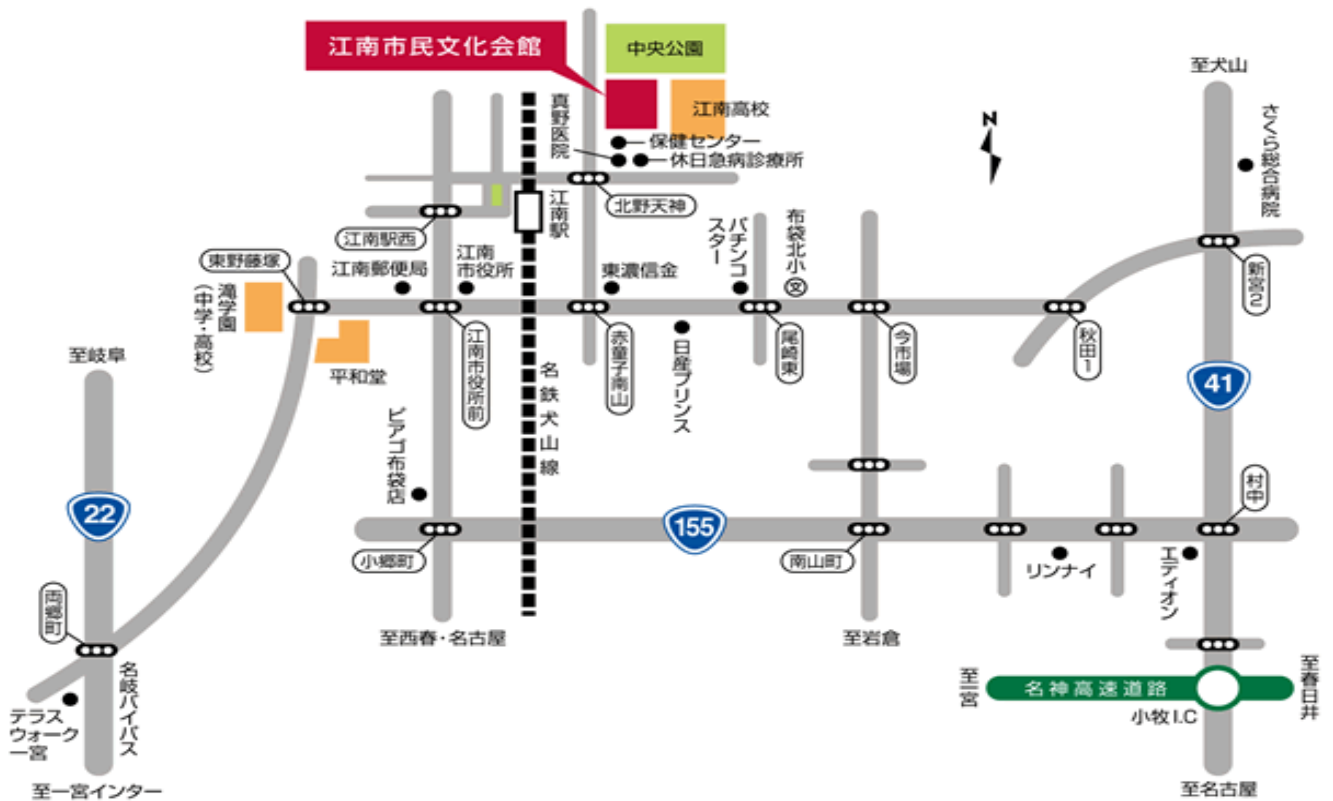 江南市民文化会館
中央公園
江南高校
真野医院
保健センター
休日急病診療所
至犬山
さくら総合病院
N
北野天神
江南駅
江南駅西
東野藤塚
江南郵便局
江南
市役所
東濃信金
パチンコ
スター
布袋北小
文
新宮2
滝学園
(中学・高校)
平和堂
江南市役所前
赤童子南山
日産プリンス
尾崎東
今市場
秋田1
至岐阜
名鉄犬山線
41
ピアゴ布袋店
22
155
村中
小郷町
南山町
リンナイ
エディオン
両郷町
至西春・名古屋
至岩倉
名岐バイパス
テラス
ウォーク
一宮
至一宮インター
至一宮
名神高速道路
至春日井
小牧I.C
至名古屋